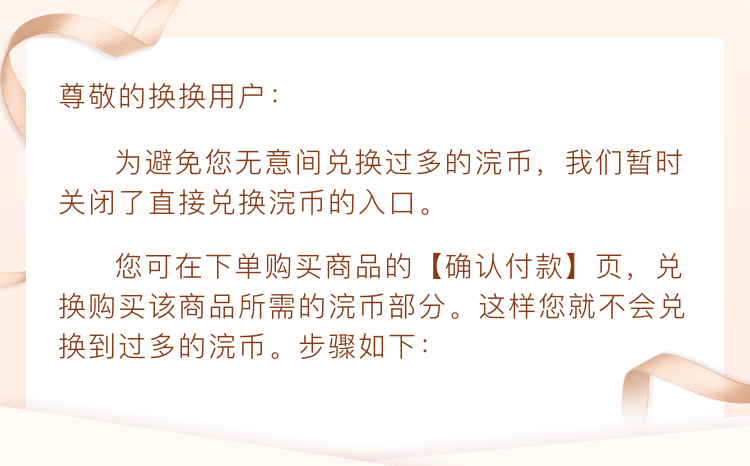 尊敬的换换用户：
为避免您无意间兑换过多的浣币，我们暂时
关闭了直接兑换浣币的入口。
您可在下单购买商品的【确认付款】页，兑
换购买该商品所需的浣币部分。这样您就不会兑
换到过多的浣币。步骤如下：